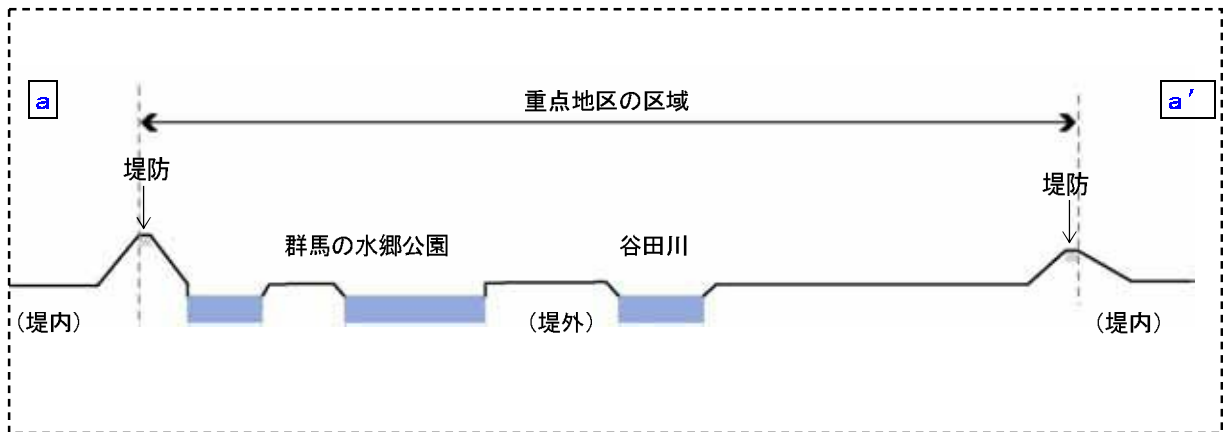 a
重点地区の区域
a′
堤防
堤防
群馬の水郷公園
谷田川
（堤内）
（堤外）
（堤内）